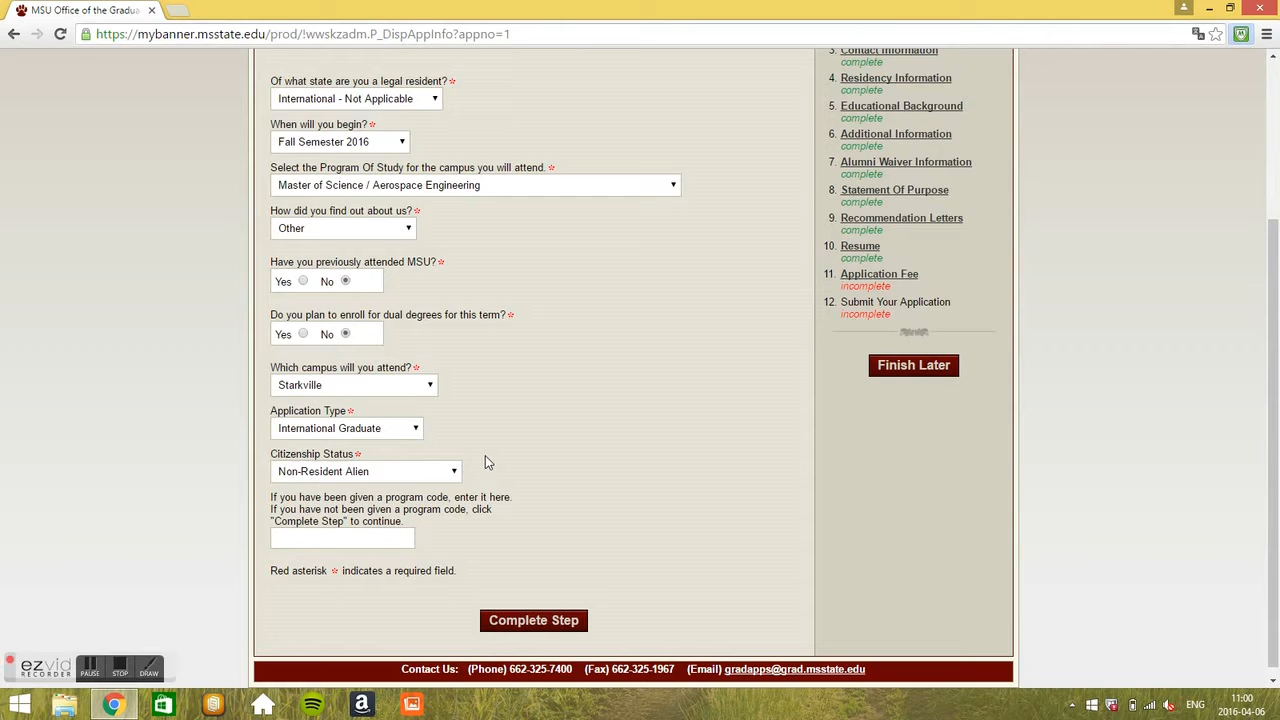 MSU Office of the Gradua
https://mybanner.msstate.edu/prod/!wwskzadm.P_DispAppInfo?appno=1
Of what state are you a legal resident? *
International - Not Applicable
When will you begin? *
Fall Semester 2016
Select the Program Of Study for the campus you will attend. *
Master of Science / Aerospace Engineering
How did you find out about us? *
Other
Have you previously attended MSU? *
Yes No
Do you plan to enroll for dual degrees for this term? *
Yes No
Which campus will you attend? *
Starkville
Application Type *
International Graduate
Citizenship Status *
Non-Resident Alien
If you have been given a program code, enter it here.
If you have not been given a program code, click
"Complete Step" to continue.
Red asterisk * indicates a required field.
Complete Step
3. Contact Information
complete
4. Residency Information
complete
5. Educational Background
complete
6. Additional Information
complete
7. Alumni Waiver Information
complete
8. Statement Of Purpose
complete
9. Recommendation Letters
complete
10. Resume
complete
11. Application Fee
incomplete
12. Submit Your Application
incomplete
Finish Later
Contact Us: (Phone) 662-325-7400 (Fax) 662-325-1967 (Email) gradapps@grad.msstate.edu
ezvid
RECORDER
PAUSE STOP DRAW
ENG
11:00
2016-04-06